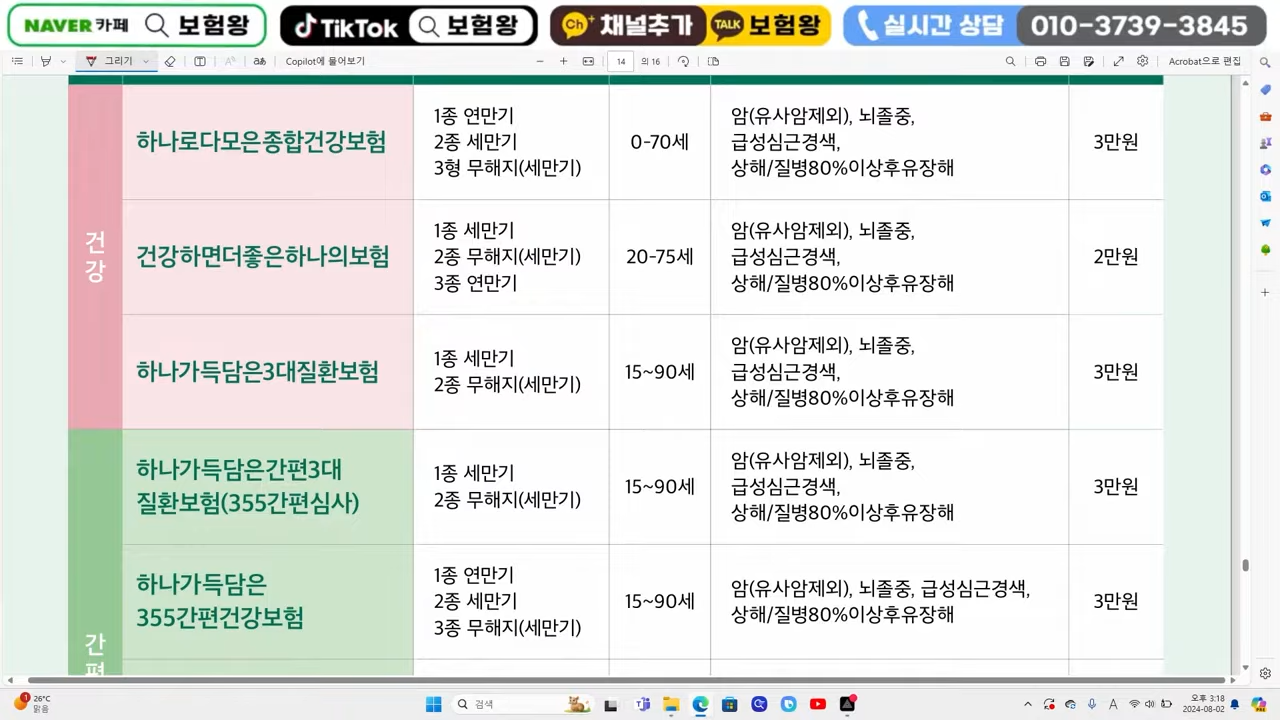 NAVER 카페 보험왕 TikTok 보험왕 Ch+ 채널추가 TALK 보험왕 실시간 상담 010-3739-3845
그리기 Copilot에 물어보기 14 의 16 Acrobat으로 편집
건
강
하나로다모은종합건강보험
1종 연만기
2종 세만기
3형 무해지(세만기)
0-70세
암(유사암제외), 뇌졸중,
급성심근경색,
상해/질병80%이상후유장해
3만원
건강하면더좋은하나의보험
1종 세만기
2종 무해지(세만기)
3종 연만기
20-75세
암(유사암제외), 뇌졸중,
급성심근경색,
상해/질병80%이상후유장해
2만원
하나가득담은3대질환보험
1종 세만기
2종 무해지(세만기)
15~90세
암(유사암제외), 뇌졸중,
급성심근경색,
상해/질병80%이상후유장해
3만원
간
편
하나가득담은간편3대
질환보험(355간편심사)
1종 세만기
2종 무해지(세만기)
15~90세
암(유사암제외), 뇌졸중,
급성심근경색,
상해/질병80%이상후유장해
3만원
하나가득담은
355간편건강보험
1종 연만기
2종 세만기
3종 무해지(세만기)
15~90세
암(유사암제외), 뇌졸중, 급성심근경색,
상해/질병80%이상후유장해
3만원
1 26°C
맑음
검색
A
오후 3:18
2024-08-02